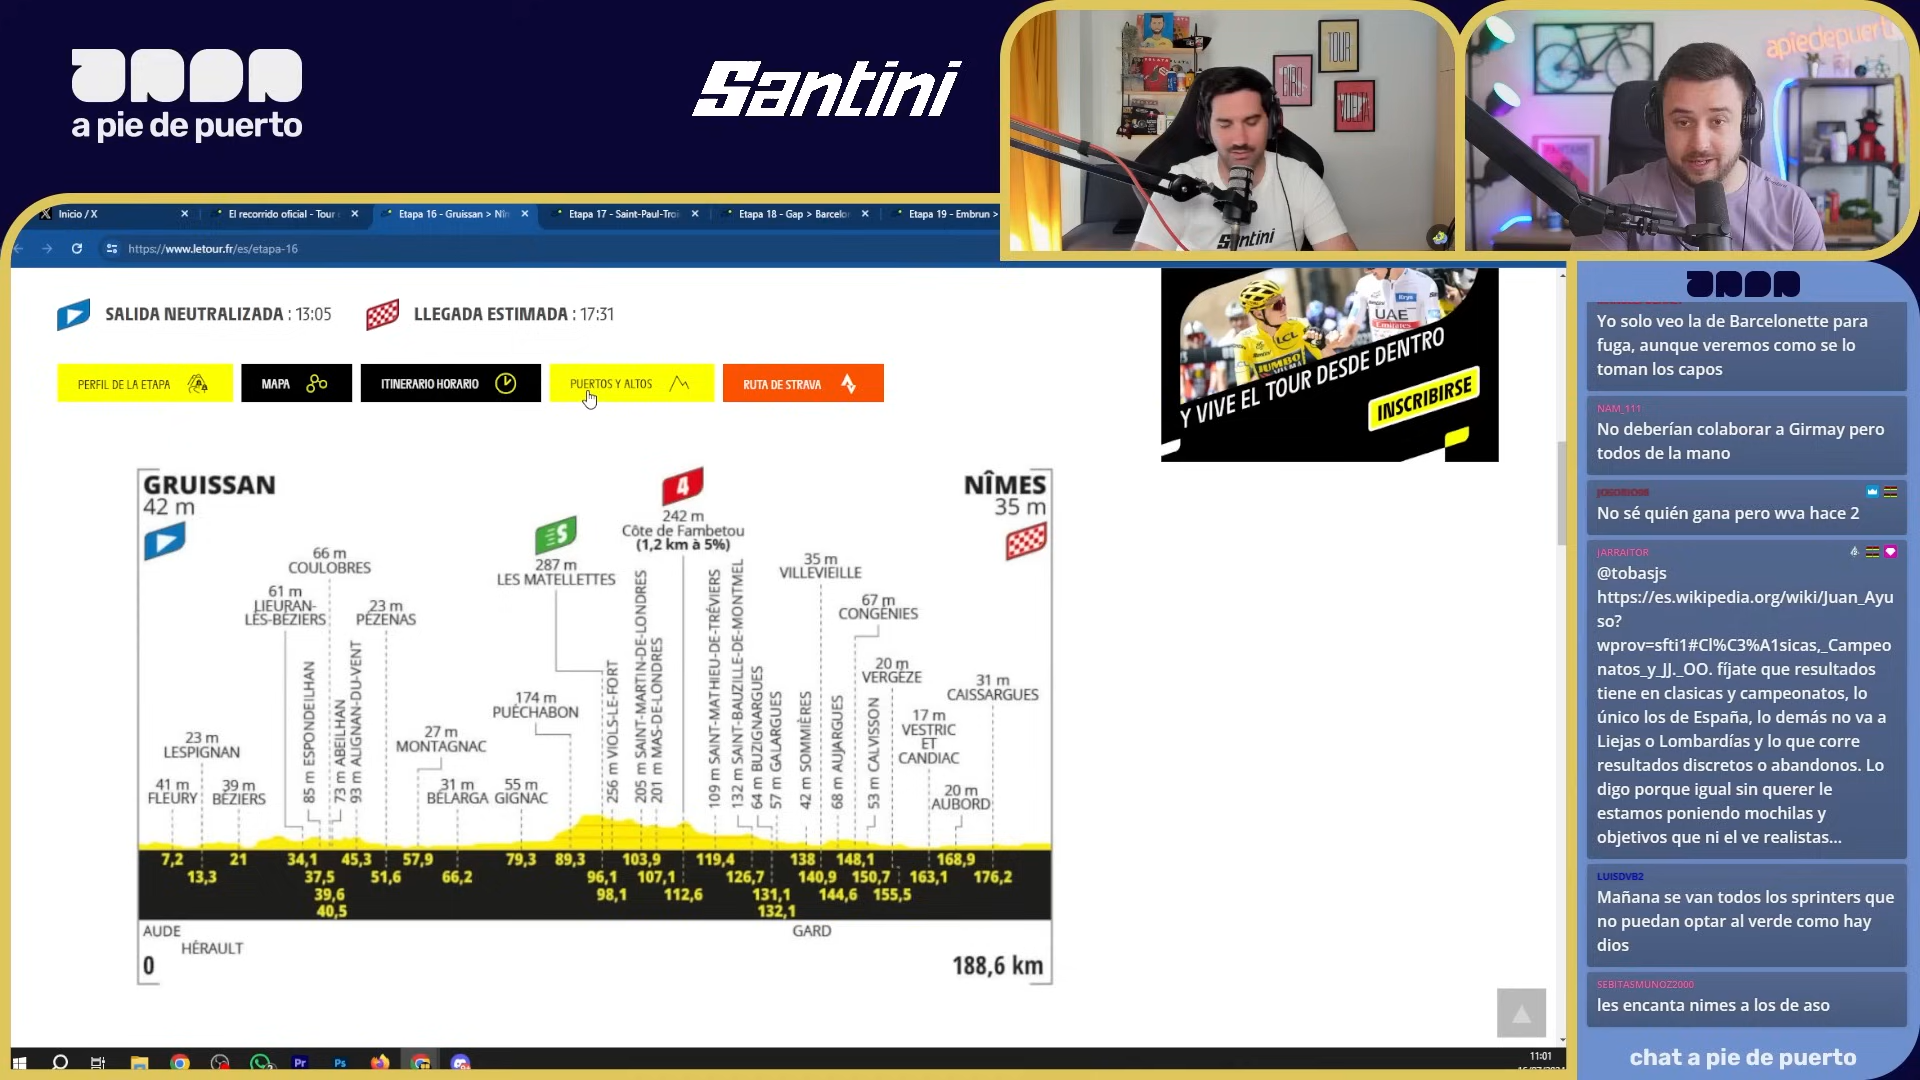 a pie de puerto
Santini
TOUR
GIRO
VUELTA
Santini
apiedepuerto
Inicio / X
El recorrido oficial - Tour
Etapa 16 - Gruissan > Nîm
Etapa 17 - Saint-Paul-Troi
Etapa 18 - Gap > Barcelo
Etapa 19 - Embrun >
https://www.letour.fr/es/etapa-16
SALIDA NEUTRALIZADA : 13:05
LLEGADA ESTIMADA : 17:31
PERFIL DE LA ETAPA
MAPA
ITINERARIO HORARIO
PUERTOS Y ALTOS
RUTA DE STRAVA
LCL
JUMBO
UAE
Emirates
Y VIVE EL TOUR DESDE DENTRO
INSCRIBIRSE
GRUISSAN
42 m
NÎMES
35 m
4
242 m
Côte de Fambetou
(1,2 km à 5%)
S
287 m
LES MATELLETTES
66 m
COULOBRES
61 m
LIEURAN-
LÈS-BÉZIERS
23 m
PÉZENAS
35 m
VILLEVIEILLE
67 m
CONGÉNIES
20 m
VERGÈZE
31 m
CAISSARGUES
174 m
PUÉCHABON
17 m
VESTRIC
ET
CANDIAC
27 m
MONTAGNAC
23 m
LESPIGNAN
41 m
FLEURY
39 m
BÉZIERS
31 m
BÉLARGA
55 m
GIGNAC
20 m
AUBORD
85 m ESPONDEILHAN
73 m ABEILHAN
93 m ALIGNAN-DU-VENT
256 m VIOLS-LE-FORT
205 m SAINT-MARTIN-DE-LONDRES
201 m MAS-DE-LONDRES
109 m SAINT-MATHIEU-DE-TRÉVIERS
132 m SAINT-BAUZILLE-DE-MONTMEL
64 m BUZIGNARGUES
57 m GALARGUES
42 m SOMMIÈRES
68 m AUJARGUES
53 m CALVISSON
7,2 21 34,1 45,3 57,9 79,3 89,3 103,9 119,4 138 148,1 168,9
13,3 37,5 51,6 66,2 96,1 107,1 126,7 140,9 150,7 163,1 176,2
39,6 98,1 112,6 131,1 144,6 155,5
40,5 132,1
AUDE
HÉRAULT
GARD
0
188,6 km
11:01
Yo solo veo la de Barcelonette para
fuga, aunque veremos como se lo
toman los capos
NAM_111
No deberían colaborar a Girmay pero
todos de la mano
No sé quién gana pero wva hace 2
JARRAITOR
@tobasjs
https://es.wikipedia.org/wiki/Juan_Ayu
so?
wprov=sfti1#Cl%C3%A1sicas,_Campeo
natos_y_JJ._OO. fíjate que resultados
tiene en clasicas y campeonatos, lo
único los de España, lo demás no va a
Liejas o Lombardías y lo que corre
resultados discretos o abandonos. Lo
digo porque igual sin querer le
estamos poniendo mochilas y
objetivos que ni el ve realistas...
LUISDVB2
Mañana se van todos los sprinters que
no puedan optar al verde como hay
dios
SEBITASMUNOZ2000
les encanta nimes a los de aso
chat a pie de puerto